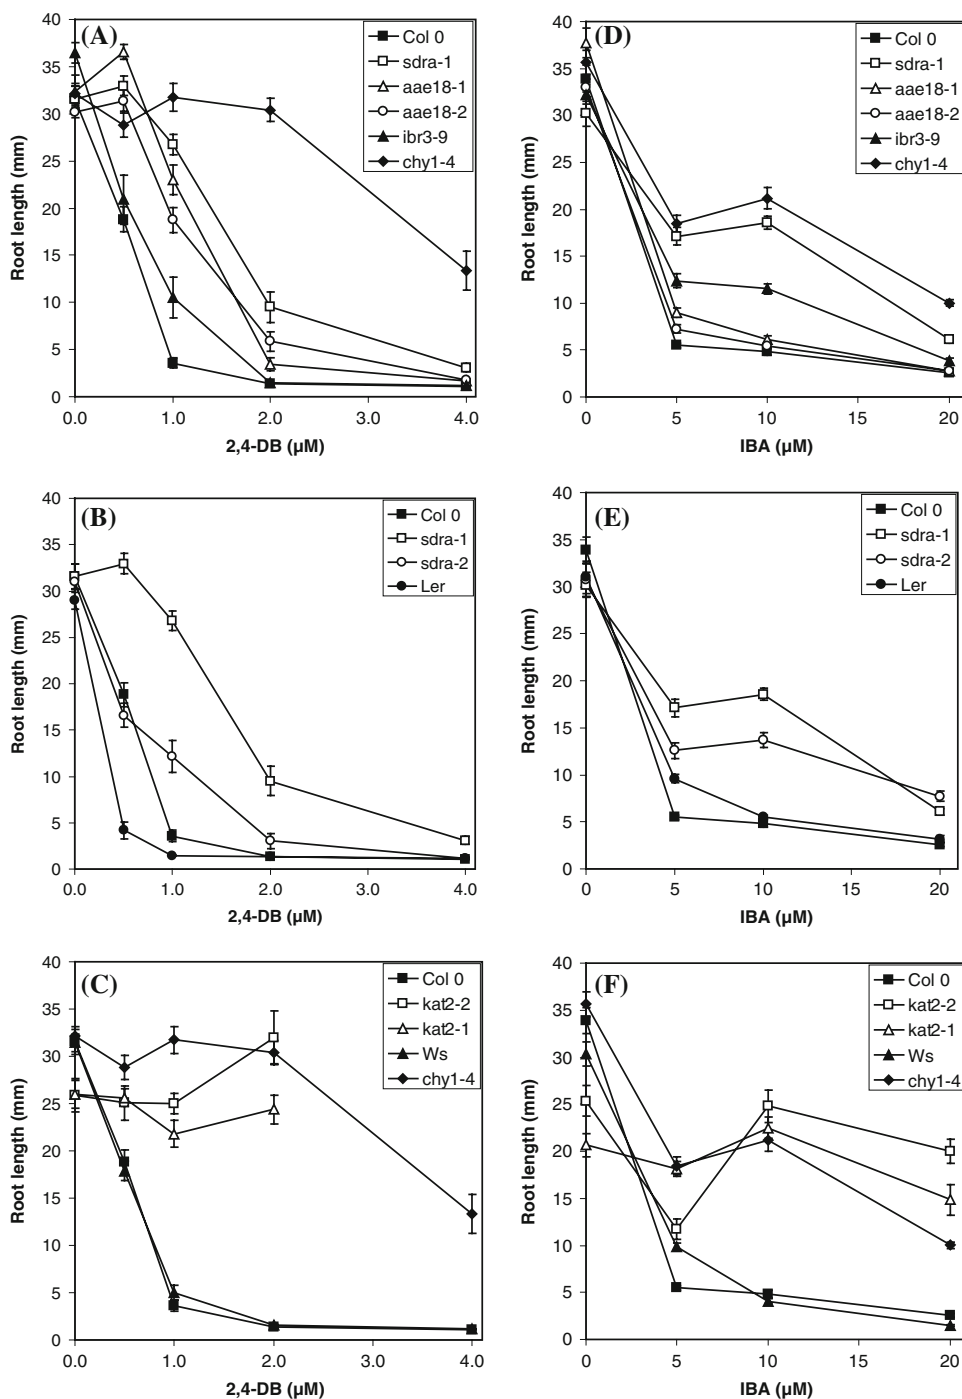 (A)
Root length (mm)
40
35
30
25
20
15
10
5
0
0.0 1.0 2.0 3.0 4.0
2,4-DB (µM)
Col 0
sdra-1
aae18-1
aae18-2
ibr3-9
chy1-4
(D)
Root length (mm)
40
35
30
25
20
15
10
5
0
0 5 10 15 20
IBA (µM)
Col 0
sdra-1
aae18-1
aae18-2
ibr3-9
chy1-4
(B)
Root length (mm)
40
35
30
25
20
15
10
5
0
0.0 1.0 2.0 3.0 4.0
2,4-DB (µM)
Col 0
sdra-1
sdra-2
Ler
(E)
Root length (mm)
40
35
30
25
20
15
10
5
0
0 5 10 15 20
IBA (µM)
Col 0
sdra-1
sdra-2
Ler
(C)
Root length (mm)
40
35
30
25
20
15
10
5
0
0.0 1.0 2.0 3.0 4.0
2,4-DB (µM)
Col 0
kat2-2
kat2-1
Ws
chy1-4
(F)
Root length (mm)
40
35
30
25
20
15
10
5
0
0 5 10 15 20
IBA (µM)
Col 0
kat2-2
kat2-1
Ws
chy1-4